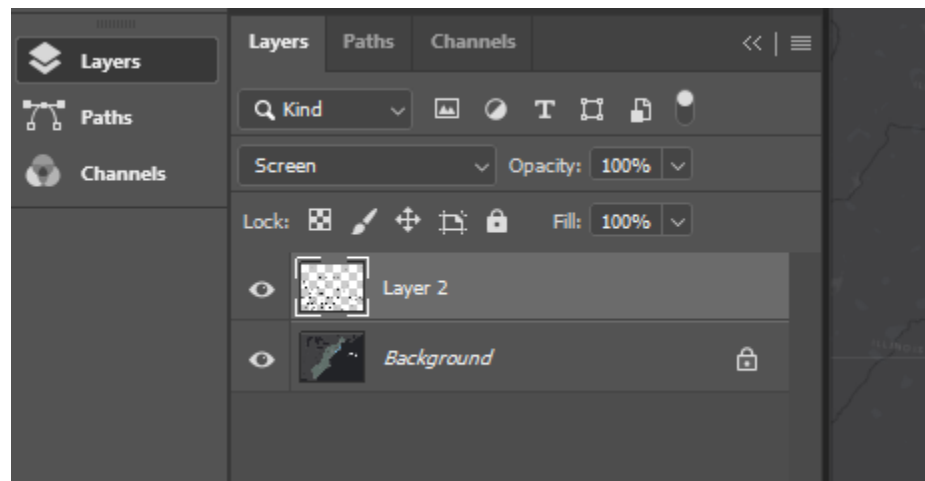 Layers
Paths
Channels
Layers Paths Channels
Kind
Screen Opacity: 100%
Lock: Fill: 100%
Layer 2
Background